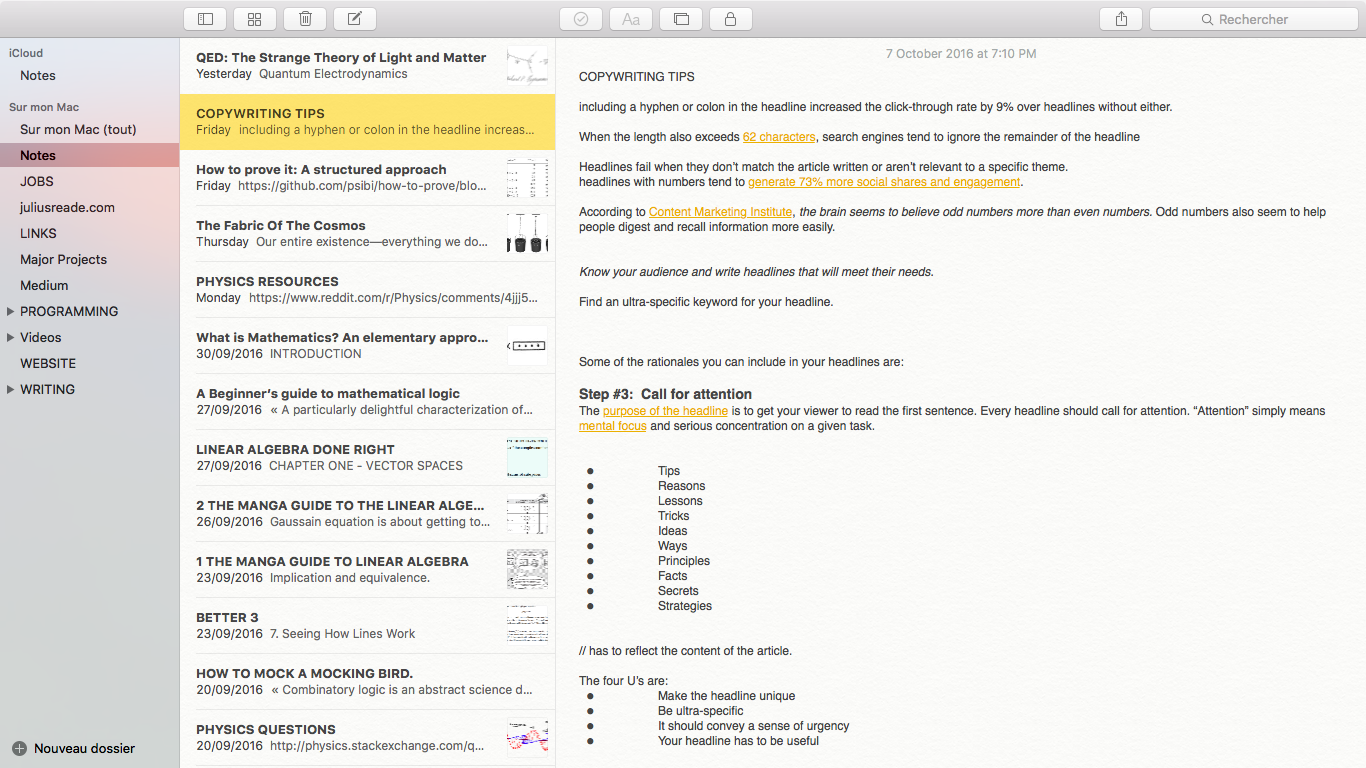 Aa
Rechercher
iCloud
Notes
Sur mon Mac
Sur mon Mac (tout)
Notes
JOBS
juliusreade.com
LINKS
Major Projects
Medium
PROGRAMMING
Videos
WEBSITE
WRITING
Nouveau dossier
QED: The Strange Theory of Light and Matter
Yesterday Quantum Electrodynamics
COPYWRITING TIPS
Friday including a hyphen or colon in the headline increas...
How to prove it: A structured approach
Friday https://github.com/psibi/how-to-prove/blo...
The Fabric Of The Cosmos
Thursday Our entire existence—everything we do...
PHYSICS RESOURCES
Monday https://www.reddit.com/r/Physics/comments/4jjj5...
What is Mathematics? An elementary appro...
30/09/2016 INTRODUCTION
A Beginner's guide to mathematical logic
27/09/2016 « A particularly delightful characterization of...
LINEAR ALGEBRA DONE RIGHT
27/09/2016 CHAPTER ONE - VECTOR SPACES
2 THE MANGA GUIDE TO THE LINEAR ALGE...
26/09/2016 Gaussian equation is about getting to...
1 THE MANGA GUIDE TO LINEAR ALGEBRA
23/09/2016 Implication and equivalence.
BETTER 3
23/09/2016 7. Seeing How Lines Work
HOW TO MOCK A MOCKING BIRD.
20/09/2016 « Combinatory logic is an abstract science d...
PHYSICS QUESTIONS
20/09/2016 http://physics.stackexchange.com/q...
7 October 2016 at 7:10 PM
COPYWRITING TIPS
including a hyphen or colon in the headline increased the click-through rate by 9% over headlines without either.
When the length also exceeds 62 characters, search engines tend to ignore the remainder of the headline
Headlines fail when they don't match the article written or aren't relevant to a specific theme.
headlines with numbers tend to generate 73% more social shares and engagement.
According to Content Marketing Institute, the brain seems to believe odd numbers more than even numbers. Odd numbers also seem to help
people digest and recall information more easily.
Know your audience and write headlines that will meet their needs.
Find an ultra-specific keyword for your headline.
Some of the rationales you can include in your headlines are:
Step #3: Call for attention
The purpose of the headline is to get your viewer to read the first sentence. Every headline should call for attention. “Attention” simply means
mental focus and serious concentration on a given task.
● Tips
● Reasons
● Lessons
● Tricks
● Ideas
● Ways
● Principles
● Facts
● Secrets
● Strategies
// has to reflect the content of the article.
The four U's are:
● Make the headline unique
● Be ultra-specific
● It should convey a sense of urgency
● Your headline has to be useful